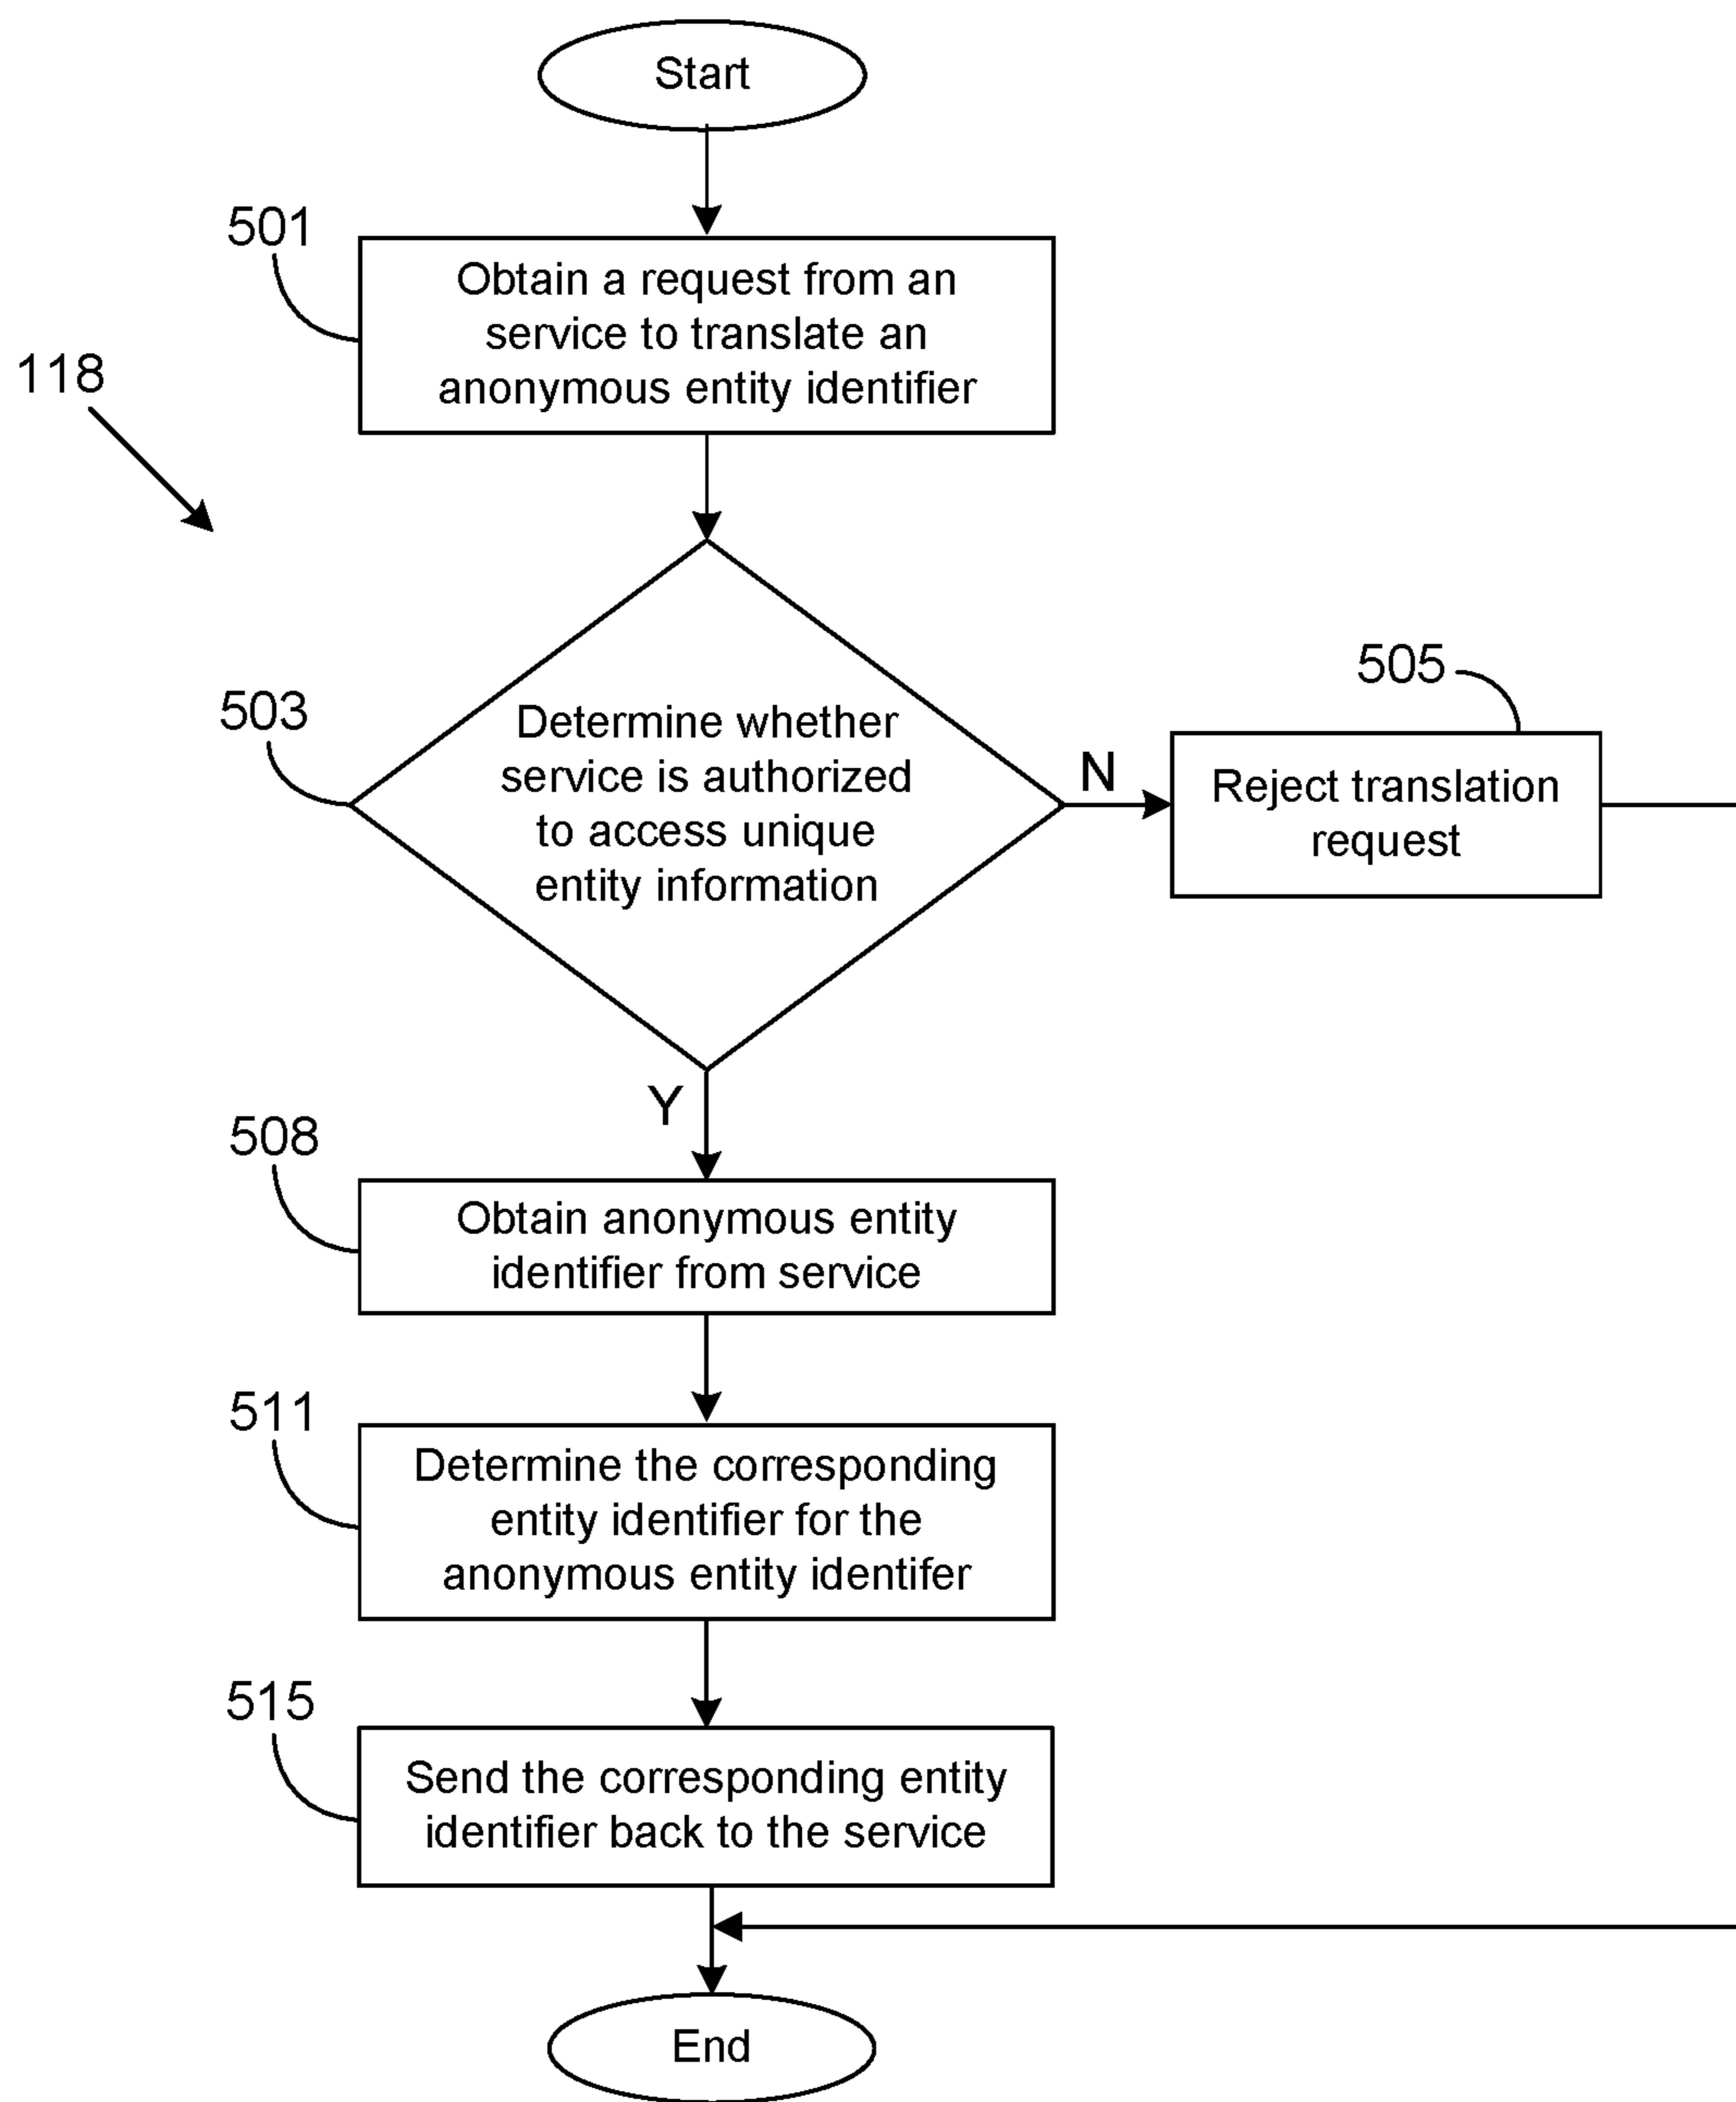 Start
501
Obtain a request from an
service to translate an
anonymous entity identifier
118
503
Determine whether
service is authorized
to access unique
entity information
N
505
Reject translation
request
Y
508
Obtain anonymous entity
identifier from service
511
Determine the corresponding
entity identifier for the
anonymous entity identifer
515
Send the corresponding entity
identifier back to the service
End